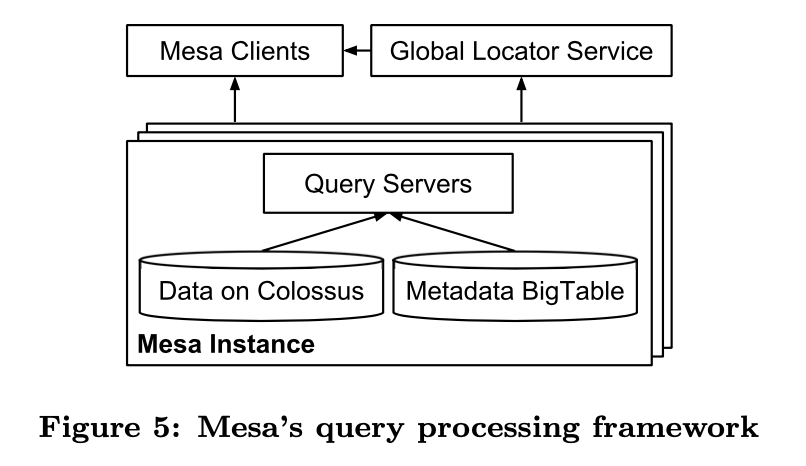 Mesa Clients
Global Locator Service
Query Servers
Data on Colossus
Metadata BigTable
Mesa Instance
Figure 5: Mesa's query processing framework